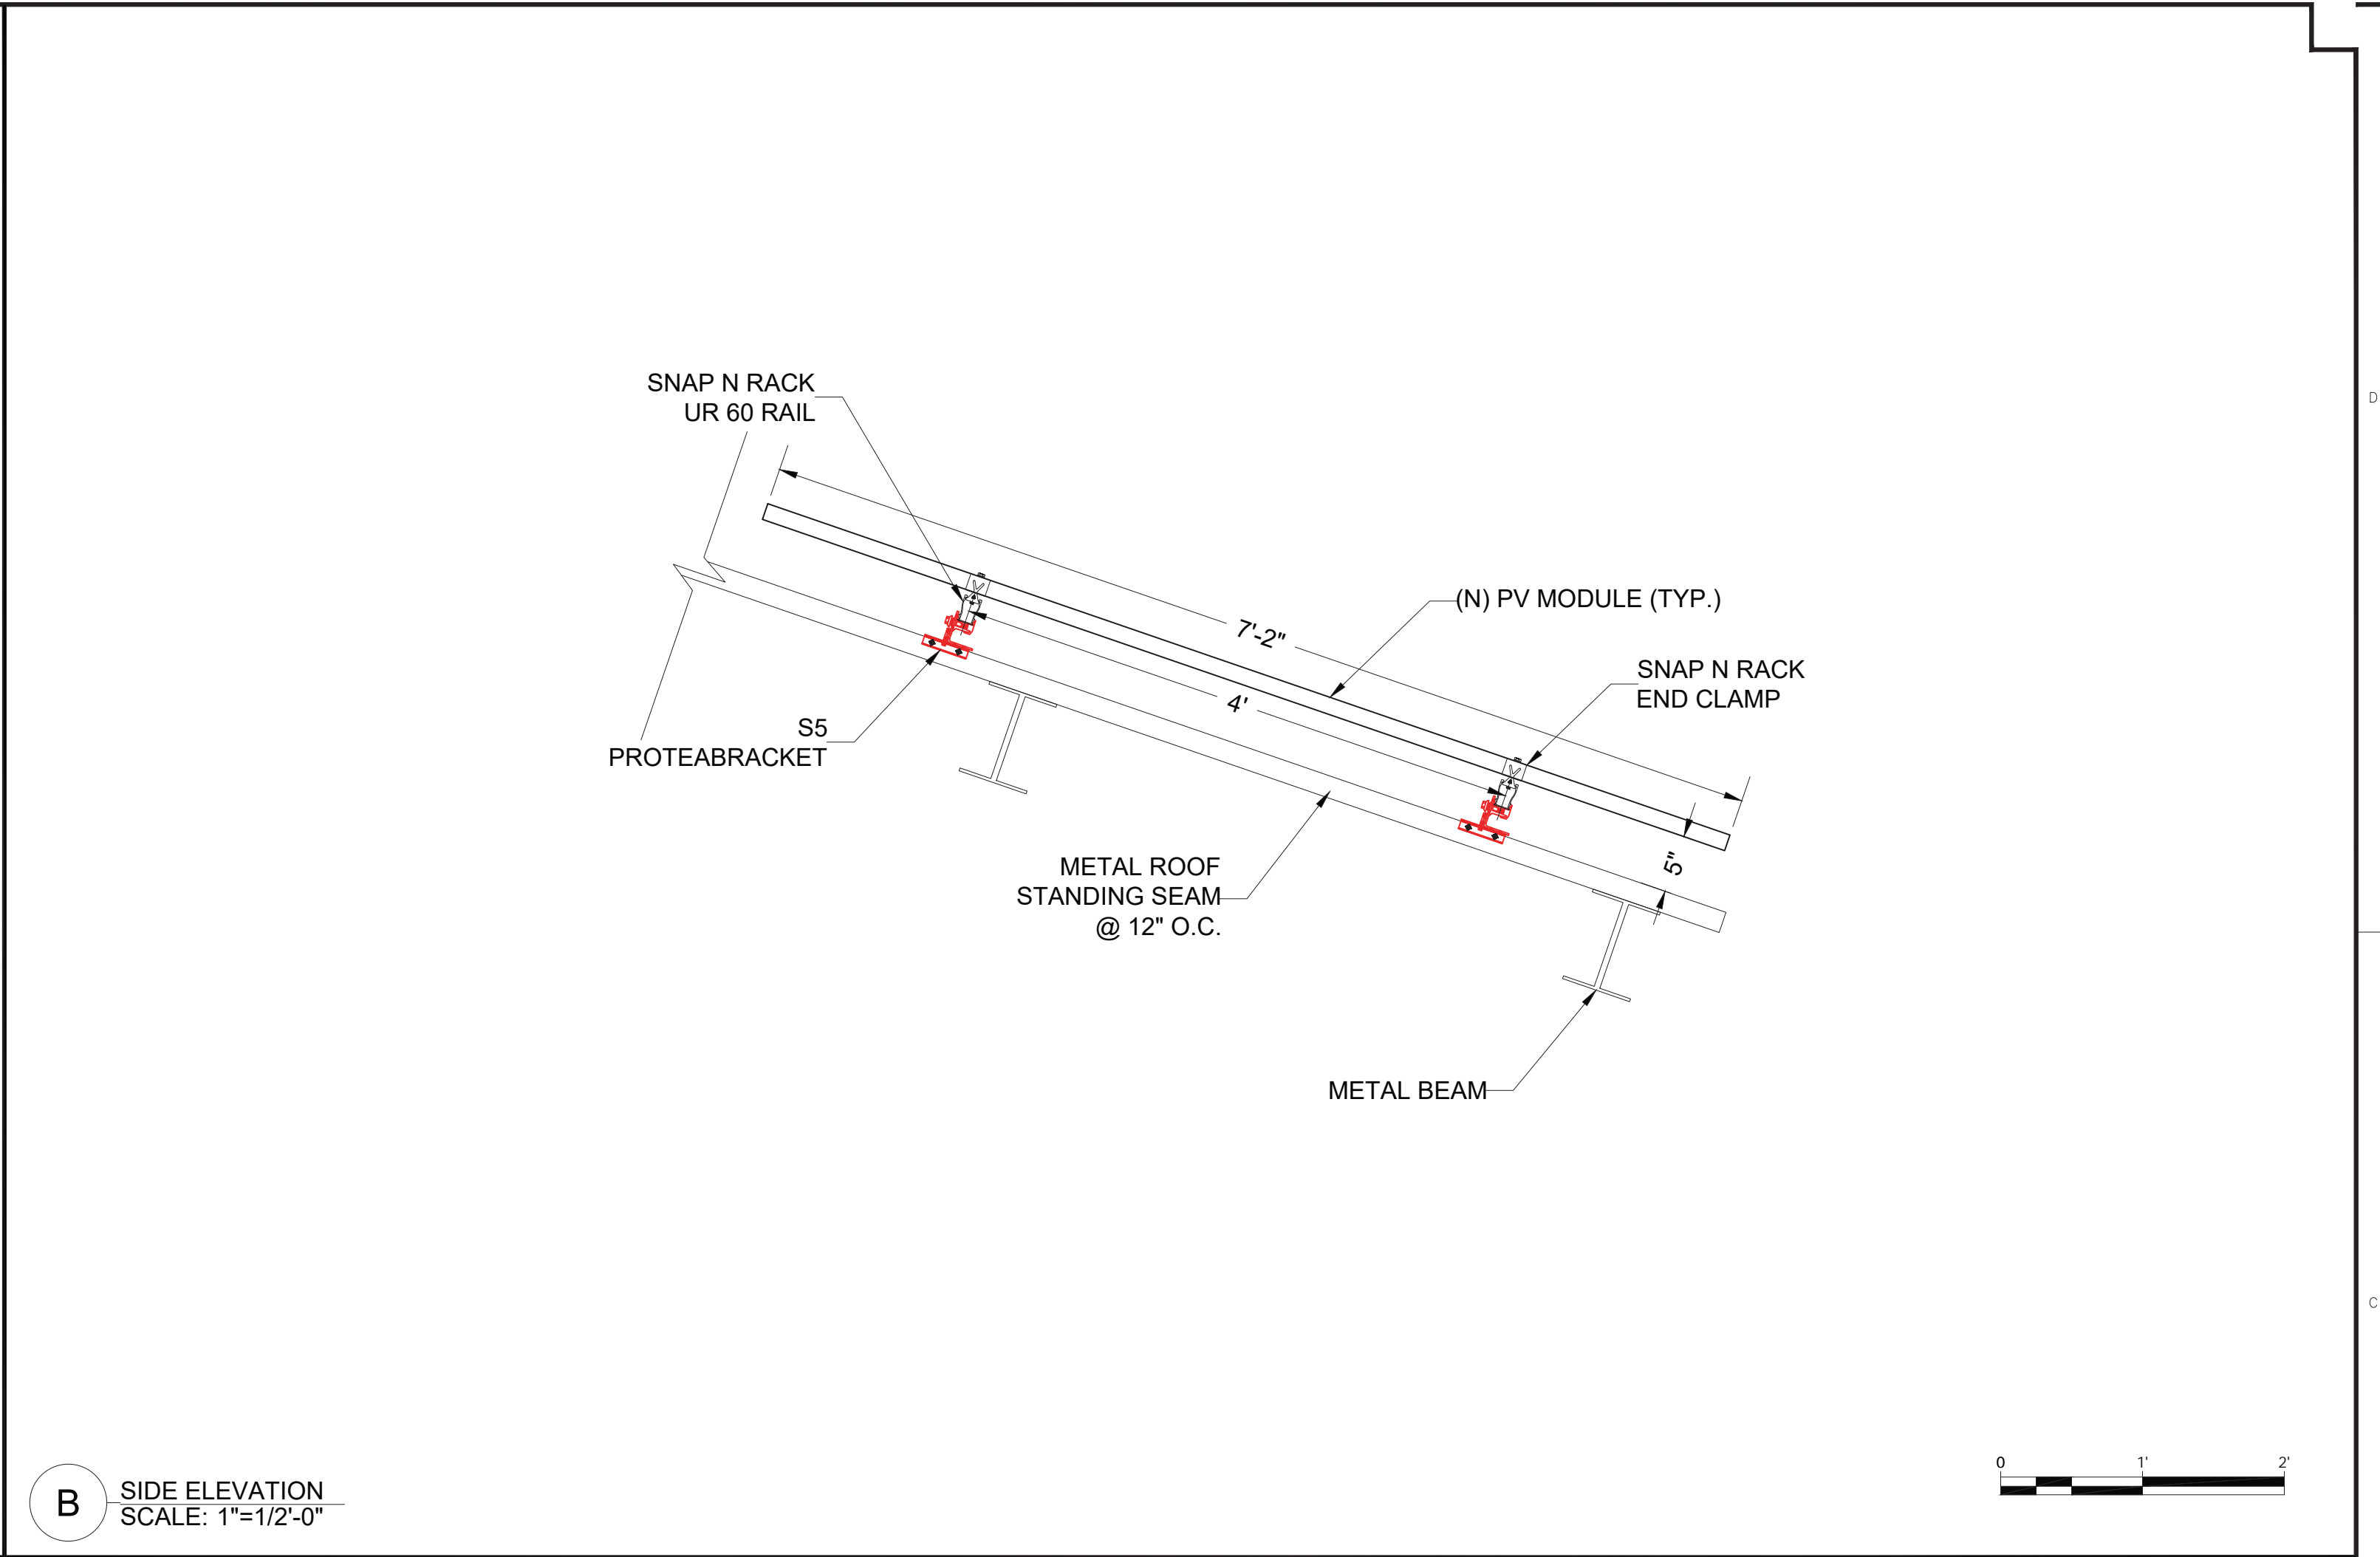 SNAP N RACK
UR 60 RAIL
D
7'-2"
(N) PV MODULE (TYP.)
SNAP N RACK
END CLAMP
4'
S5
PROTEABRACKET
METAL ROOF
STANDING SEAM
@ 12" O.C.
5"
METAL BEAM
C
B
SIDE ELEVATION
SCALE: 1"=1/2'-0"
0 1' 2'